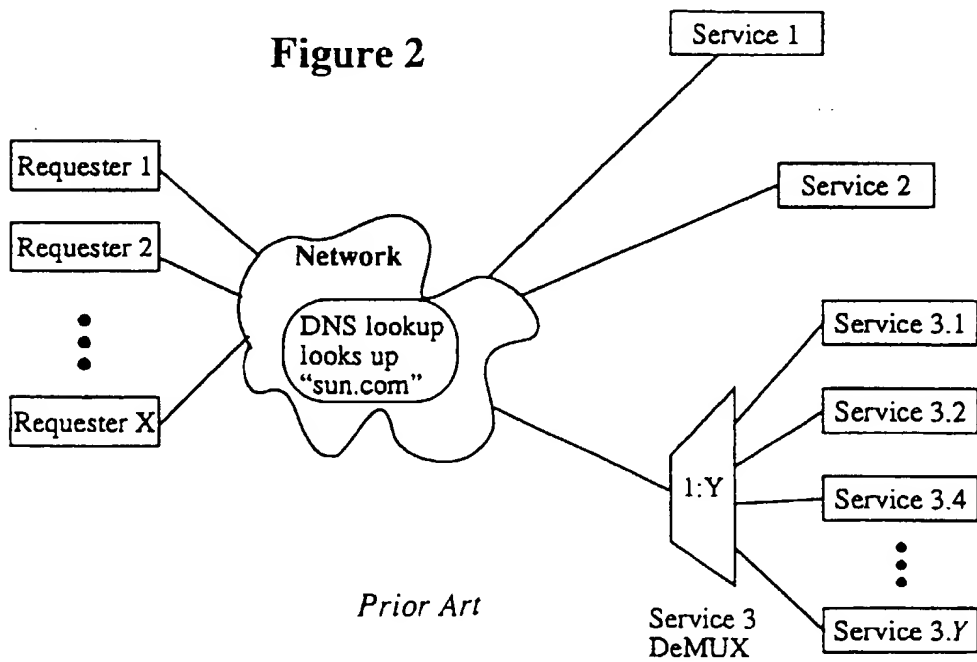 Figure 2
Service 1
Requester 1
Service 2
Requester 2
Network
DNS lookup
looks up
“sun.com”
Service 3.1
Requester X
Service 3.2
1:Y
Service 3.4
Prior Art
Service 3
DeMUX
Service 3.Y